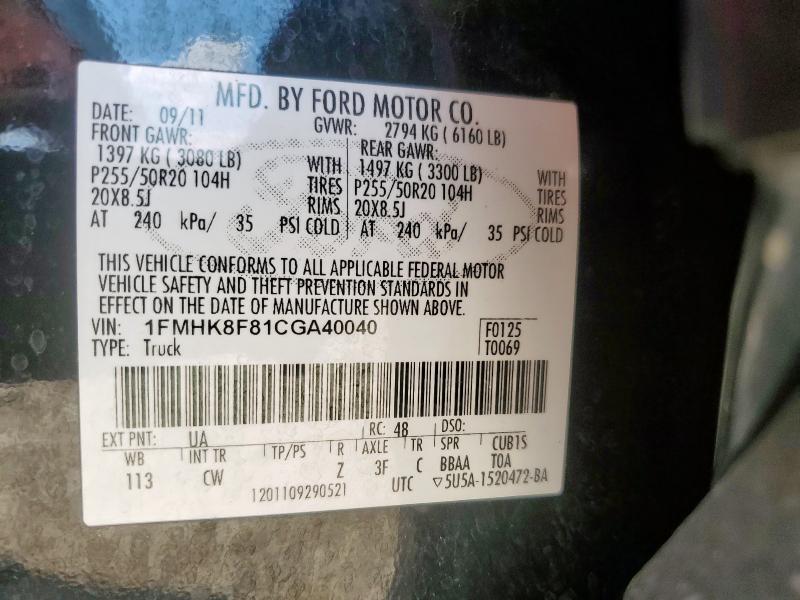 MFD. BY FORD MOTOR CO.
DATE: 09/11 GVWR: 2794 KG ( 6160 LB)
FRONT GAWR: REAR GAWR:
1397 KG ( 3080 LB) WITH 1497 KG ( 3300 LB) WITH
P255/50R20 104H TIRES P255/50R20 104H TIRES
20X8.5J RIMS 20X8.5J RIMS
AT 240 kPa/ 35 PSI COLD AT 240 kPa/ 35 PSI COLD
THIS VEHICLE CONFORMS TO ALL APPLICABLE FEDERAL MOTOR
VEHICLE SAFETY AND THEFT PREVENTION STANDARDS IN
EFFECT ON THE DATE OF MANUFACTURE SHOWN ABOVE.
VIN: 1FMHK8F81CGA40040 F0125
TYPE: Truck T0069
EXT PNT: UA RC: 48 DSO:
WB INT TR TP/PS R AXLE TR SPR CUB1S
113 CW Z 3F C BBAA TOA
1201109290521 UTC ▽5U5A-1520472-BA